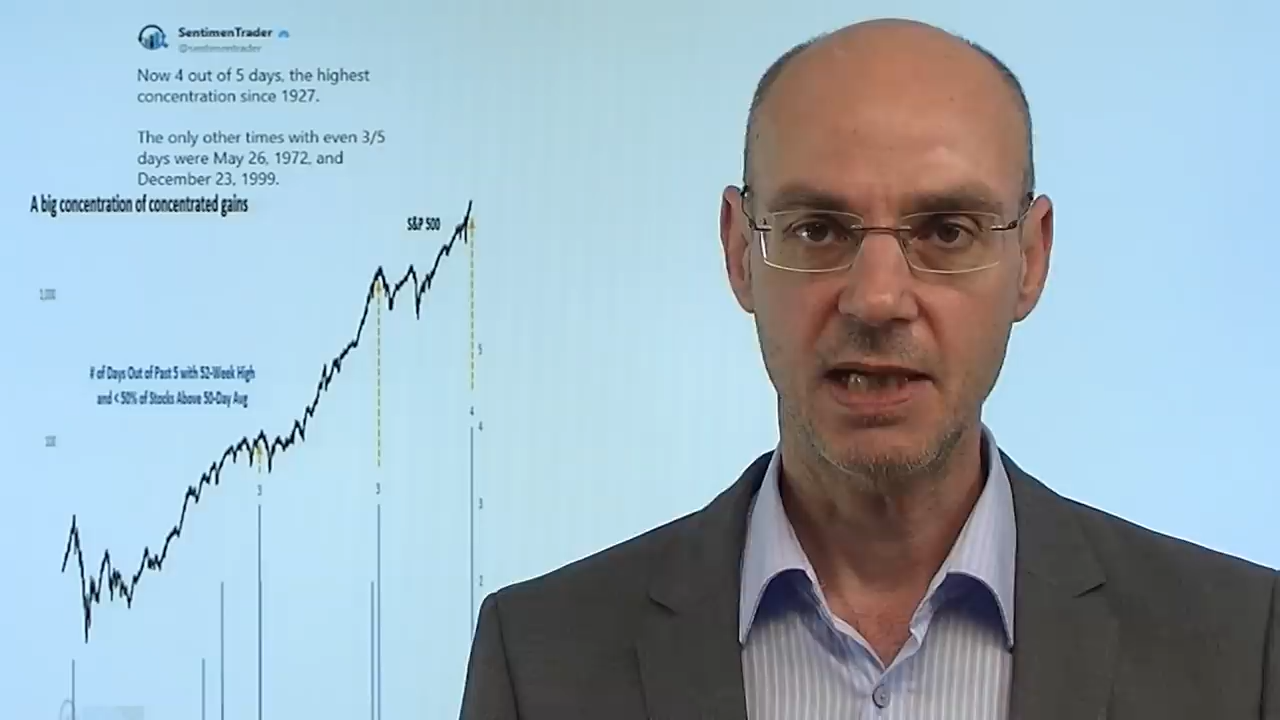 SentimenTrader
@sentimentrader
Now 4 out of 5 days, the highest
concentration since 1927.
The only other times with even 3/5
days were May 26, 1972, and
December 23, 1999.
A big concentration of concentrated gains
S&P 500
1,000
5
# of Days Out of Past 5 with 52-Week High
and < 50% of Stocks Above 50-Day Avg
4
4
100
3
3
3
2